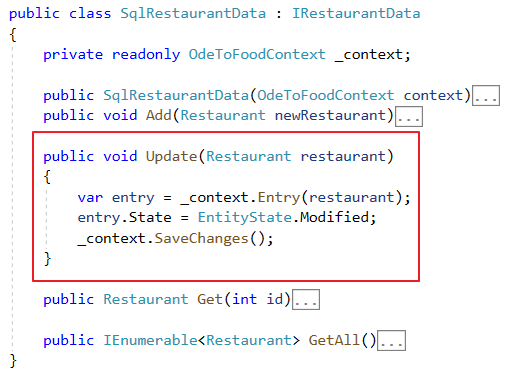 public class SqlRestaurantData : IRestaurantData
{
    private readonly OdeToFoodContext _context;
    public SqlRestaurantData(OdeToFoodContext context)...
    public void Add(Restaurant newRestaurant)...
    public void Update(Restaurant restaurant)
    {
        var entry = _context.Entry(restaurant);
        entry.State = EntityState.Modified;
        _context.SaveChanges();
    }
    public Restaurant Get(int id)...
    public IEnumerable<Restaurant> GetAll()...
}